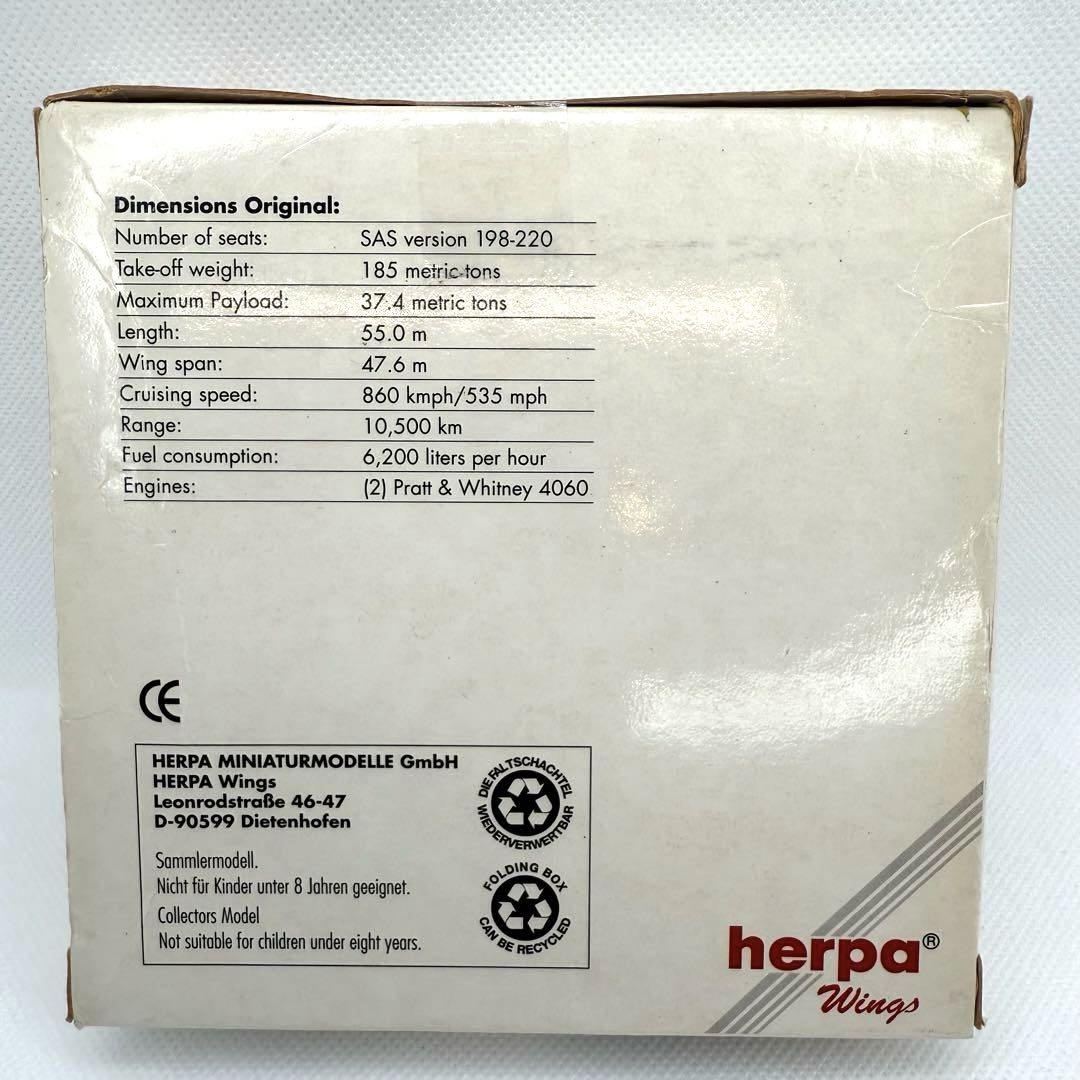 Dimensions Original:
Number of seats: SAS version 198-220
Take-off weight: 185 metric tons
Maximum Payload: 37.4 metric tons
Length: 55.0 m
Wing span: 47.6 m
Cruising speed: 860 kmph/535 mph
Range: 10,500 km
Fuel consumption: 6,200 liters per hour
Engines: (2) Pratt & Whitney 4060
CE
HERPA MINIATURMODELLE GmbH
HERPA Wings
Leonrodstraße 46-47
D-90599 Dietenhofen
Sammlermodell.
Nicht für Kinder unter 8 Jahren geeignet.
Collectors Model
Not suitable for children under eight years.
DIE FALTSCHACHTEL
WIEDERVERWERTBAR
FOLDING BOX
CAN BE RECYCLED
herpa®
Wings